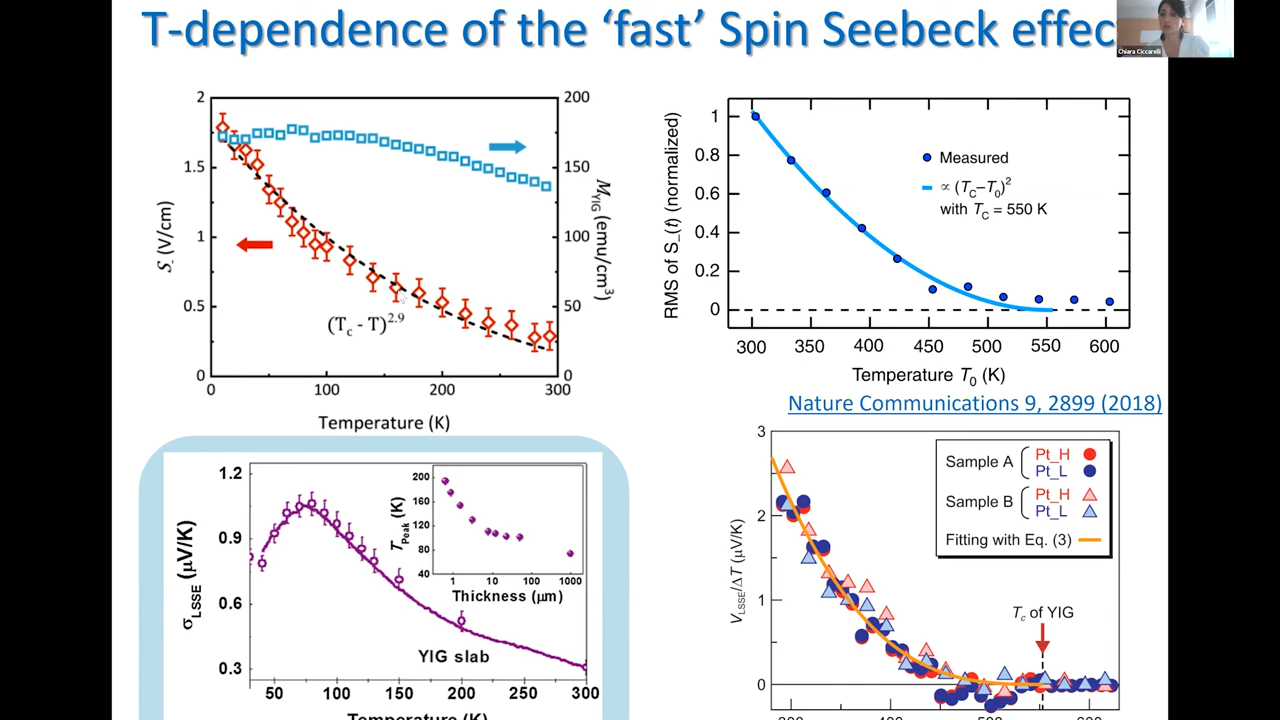 T-dependence of the ‘fast’ Spin Seebeck effec
Chiara Ciccarelli
2
1.5
1
0.5
0
S- (V/cm)
200
150
100
50
0
M_YIG (emu/cm³)
(T_c - T)^2.9
0
100
200
300
Temperature (K)
1
0.8
0.6
0.4
0.2
0
RMS of S_(t) (normalized)
Measured
∝ (T_C–T_0)²
with T_C = 550 K
300
350
400
450
500
550
600
Temperature T_0 (K)
Nature Communications 9, 2899 (2018)
1.2
0.9
0.6
0.3
σ_LSSE (μV/K)
200
160
120
80
40
T_Peak (K)
1
10
100
1000
Thickness (μm)
YIG slab
50
100
150
200
250
300
Temperature (K)
3
2
1
0
V_LSSE/ΔT (μV/K)
Sample A
Pt_H
Pt_L
Sample B
Pt_H
Pt_L
Fitting with Eq. (3)
T_c of YIG
300
400
500
600